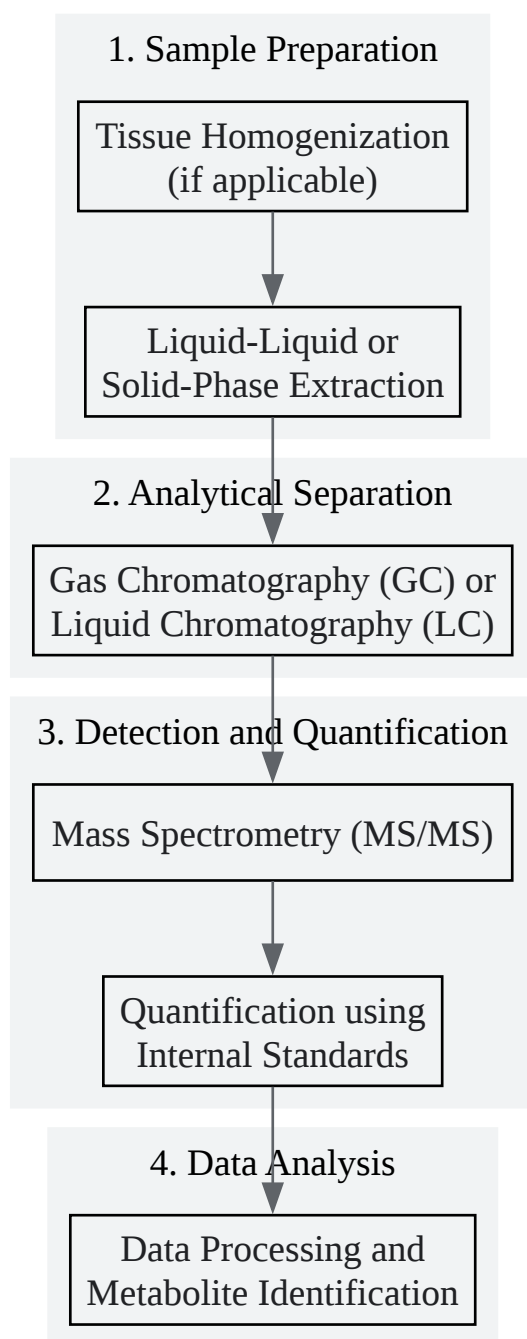 1. Sample Preparation
Tissue Homogenization
(if applicable)
Liquid-Liquid or
Solid-Phase Extraction
2. Analytical Separation
Gas Chromatography (GC) or
Liquid Chromatography (LC)
3. Detection and Quantification
Mass Spectrometry (MS/MS)
Quantification using
Internal Standards
4. Data Analysis
Data Processing and
Metabolite Identification